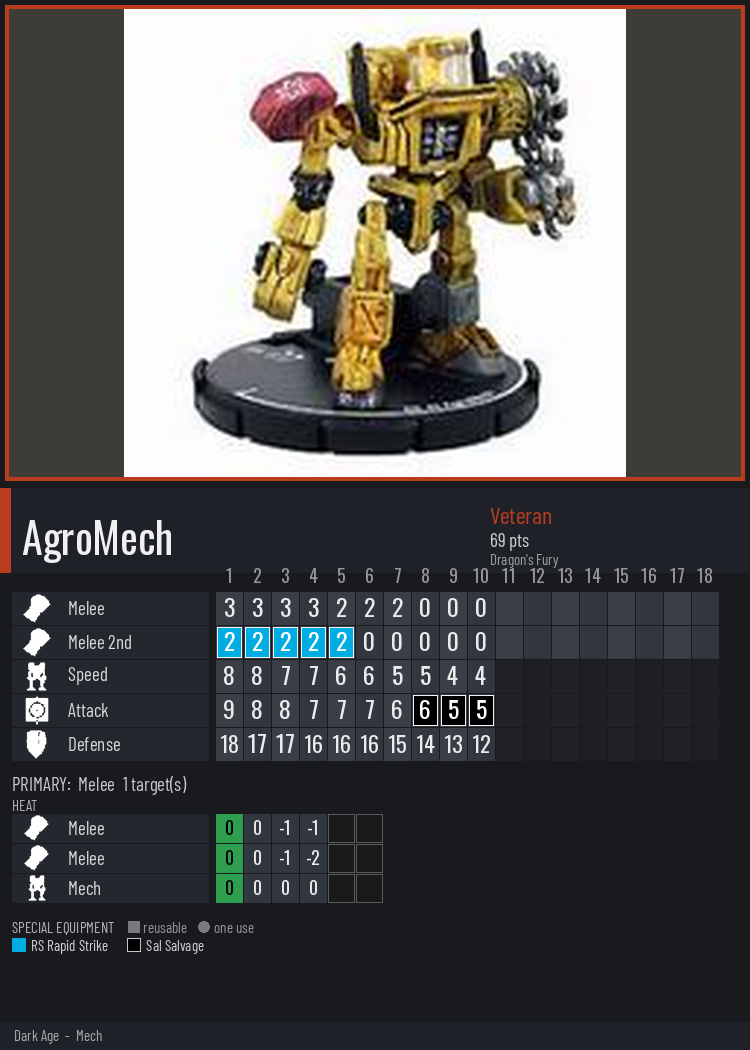 AgroMech
Veteran
69 pts
Dragon's Fury
1 2 3 4 5 6 7 8 9 10 11 12 13 14 15 16 17 18
Melee 3 3 3 3 2 2 2 0 0 0
Melee 2nd 2 2 2 2 2 0 0 0 0 0
Speed 8 8 7 7 6 6 5 5 4 4
Attack 9 8 8 7 7 7 6 6 5 5
Defense 18 17 17 16 16 16 15 14 13 12
PRIMARY: Melee 1 target(s)
HEAT
Melee 0 0 -1 -1
Melee 0 0 -1 -2
Mech 0 0 0 0
SPECIAL EQUIPMENT reusable one use
RS Rapid Strike Sal Salvage
Dark Age - Mech